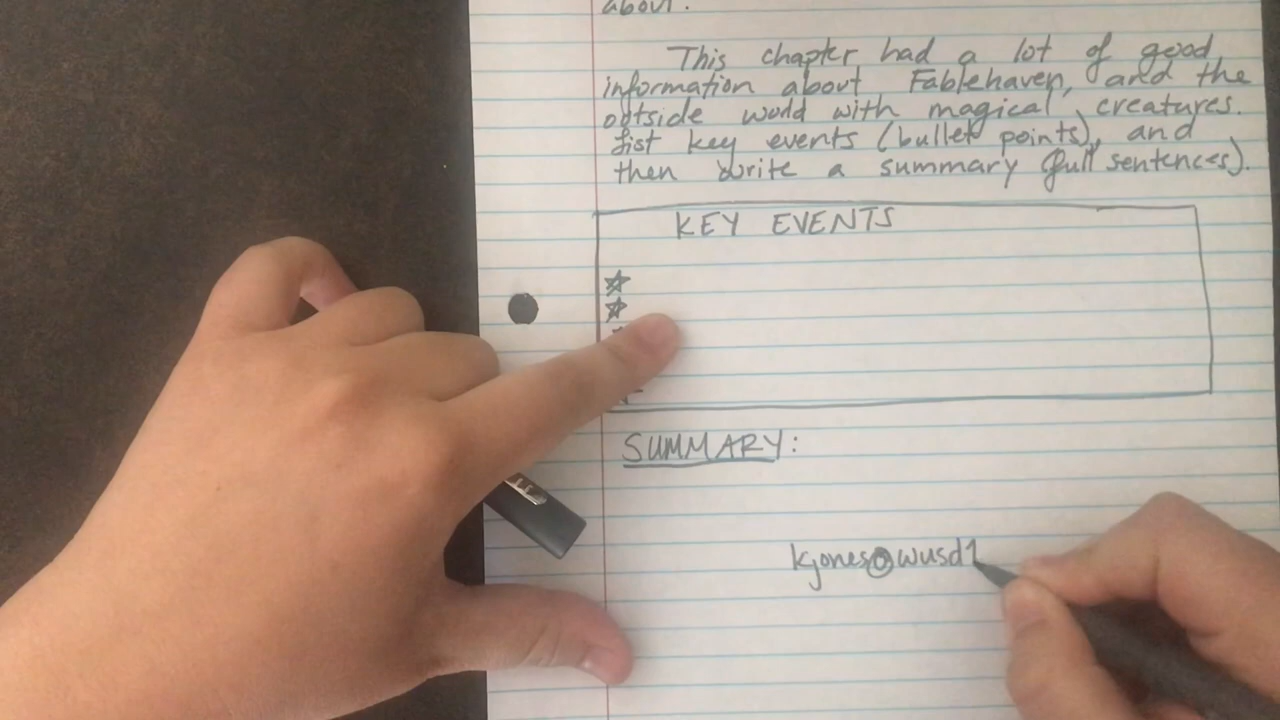 about.
This chapter had a lot of good
information about Fablehaven, and the
outside world with magical creatures.
List key events (bullet points), and
then write a summary (full sentences).
KEY EVENTS
SUMMARY:
kjones@wusd1